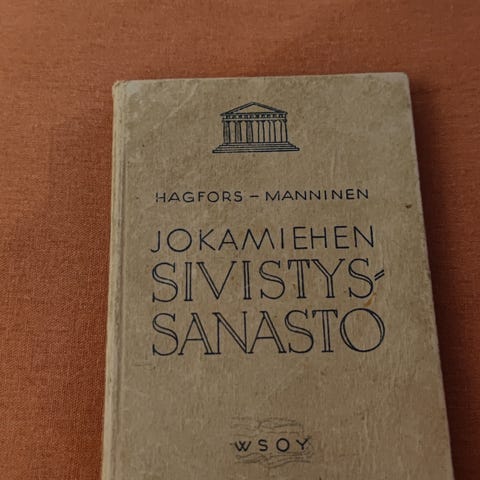 HAGFORS – MANNINEN
JOKAMIEHEN
SIVISTYS-
SANASTO
WSOY